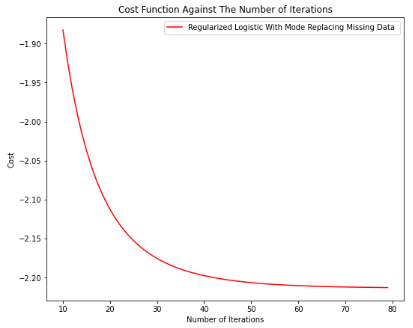 Cost Function Against The Number of Iterations
Regularized Logistic With Mode Replacing Missing Data
−1.90
−1.95
−2.00
−2.05
−2.10
−2.15
−2.20
Cost
10 20 30 40 50 60 70 80
Number of Iterations